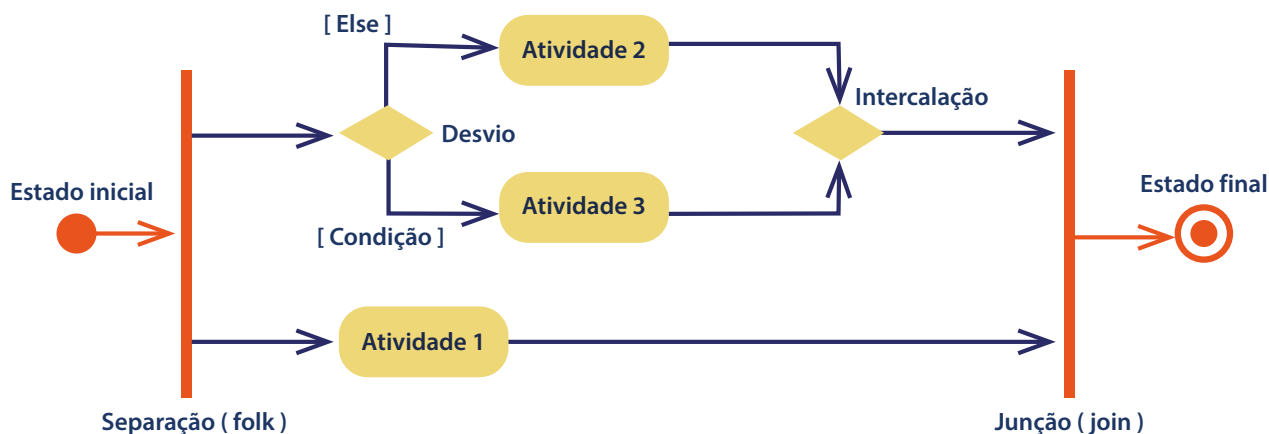 [ Else ]
Atividade 2
Intercalação
Desvio
Estado inicial
Estado final
Atividade 3
[ Condição ]
Atividade 1
Separação ( folk )
Junção ( join )